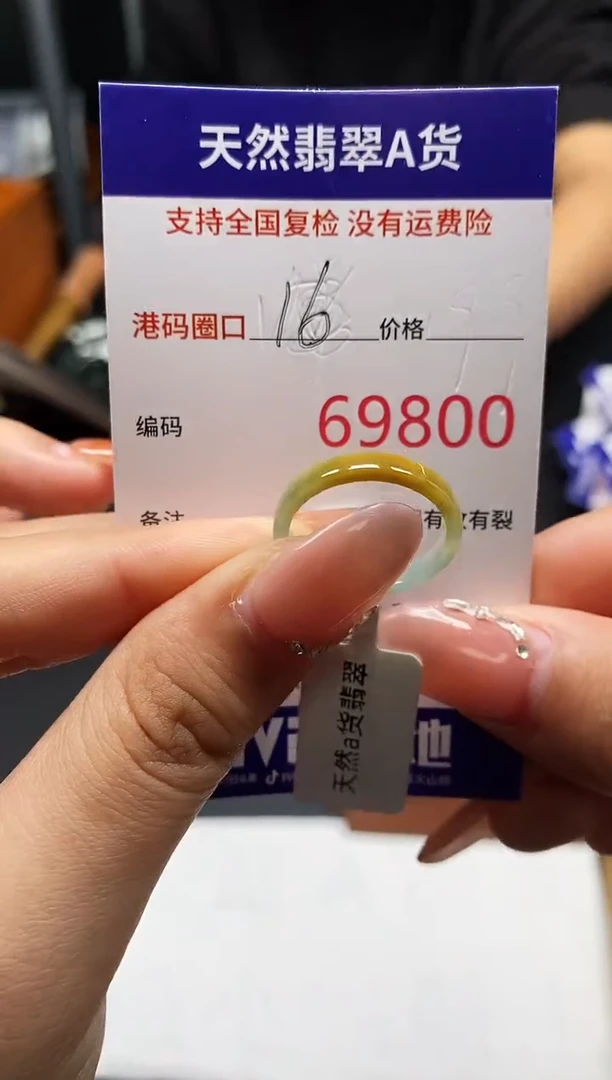 天然翡翠A货
支持全国复检 没有运费险
港码圈口 16 价格
编码 69800
备注 有纹有裂
天然a货翡翠
地